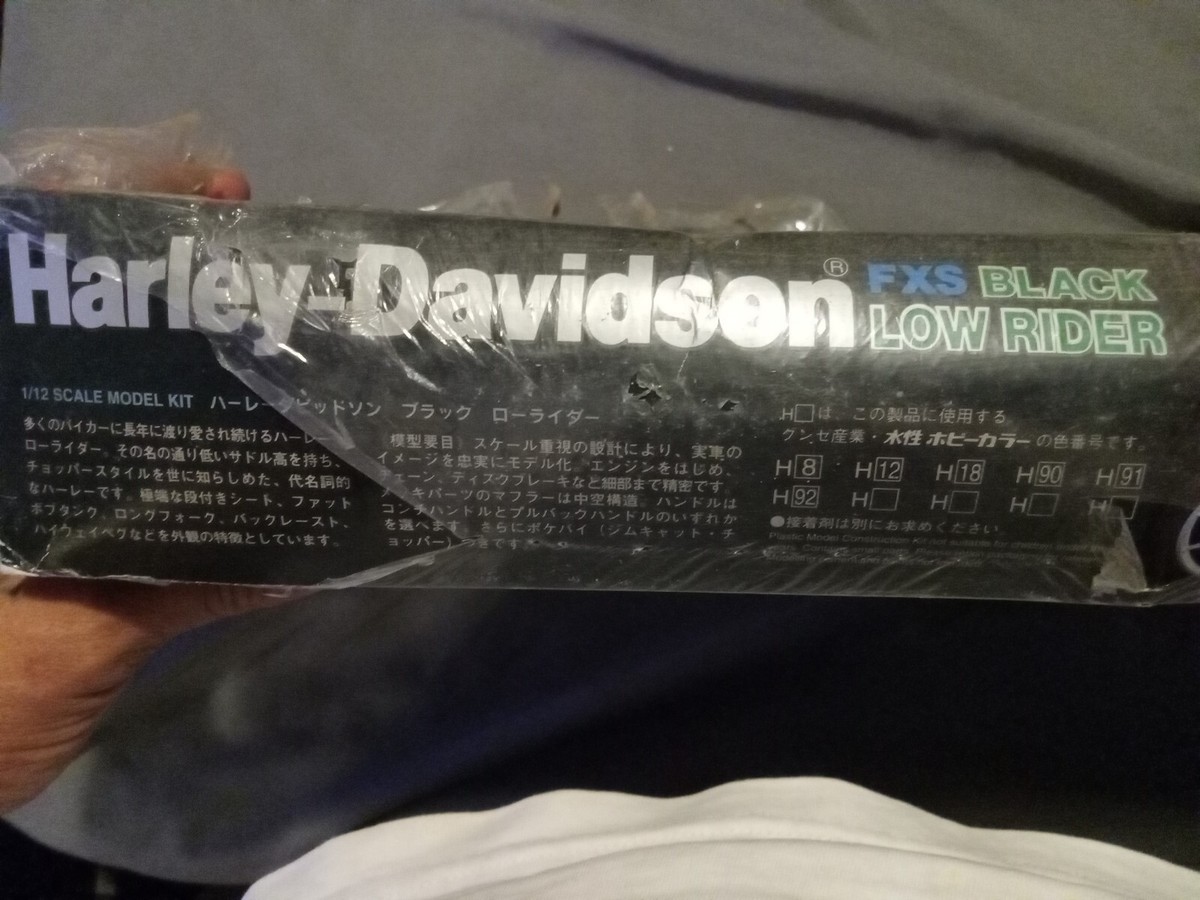 Harley-Davidson®
FXS BLACK
LOW RIDER
1/12 SCALE MODEL KIT ハーレー ビッドソン ブラック ローライダー
多くのバイカーに長年に渡り愛され続けるハーレー
ローライダー。その名の通り低いサドル高を持ち、
チョッパースタイルを世に知らしめた、代名詞的
なハーレーです。極端な段付きシート、ファット
ボブタンク、ロングフォーク、バックレースト、
ハイウェイペグなどを外観の特徴としています。
模型要目）スケール重視の設計により、実車の
イメージを忠実にモデル化。エンジンをはじめ、
ェーン、ディスクブレーキなど細部まで精密です。
ッキパーツのマフラーは中空構造。ハンドルは
コンチハンドルとプルバックハンドルのいずれか
を選べます。さらにポケバイ（ジムキャット・チ
ョッパー）つきです。
H□は、この製品に使用する
グンゼ産業・水性ホビーカラーの色番号です。
H 8 H 12 H 18 H 90 H 91
H 92 H□ H□ H□ H
●接着剤は別にお求めください。
Plastic Model Construction Kit